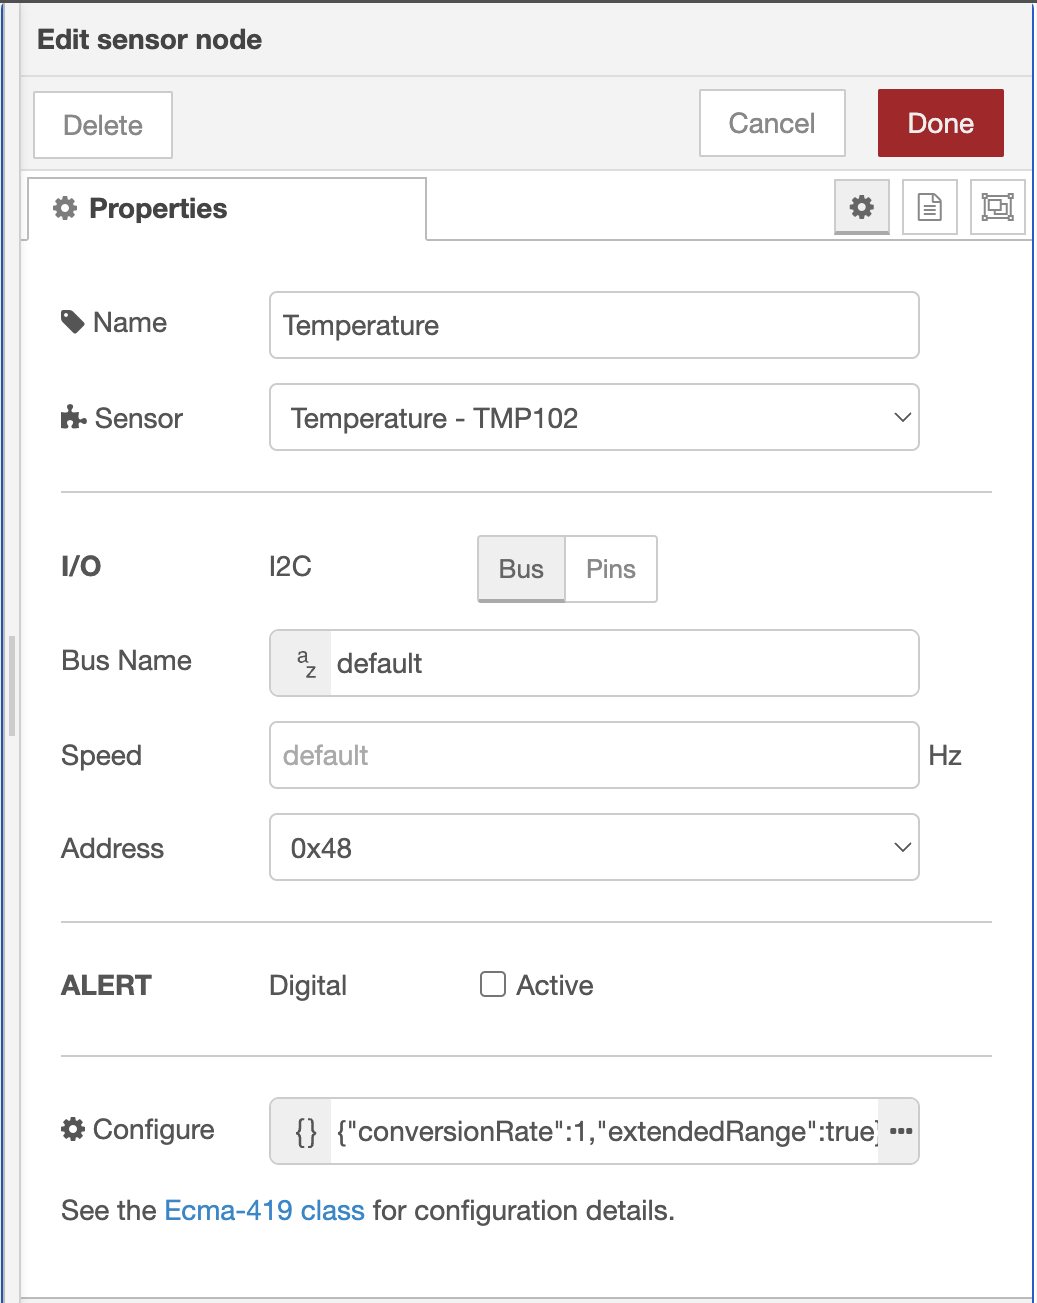 Edit sensor node
Delete Cancel Done
Properties
Name Temperature
Sensor Temperature - TMP102
I/O I2C Bus Pins
Bus Name az default
Speed default Hz
Address 0x48
ALERT Digital Active
Configure {} {"conversionRate":1,"extendedRange":true} •••
See the Ecma-419 class for configuration details.